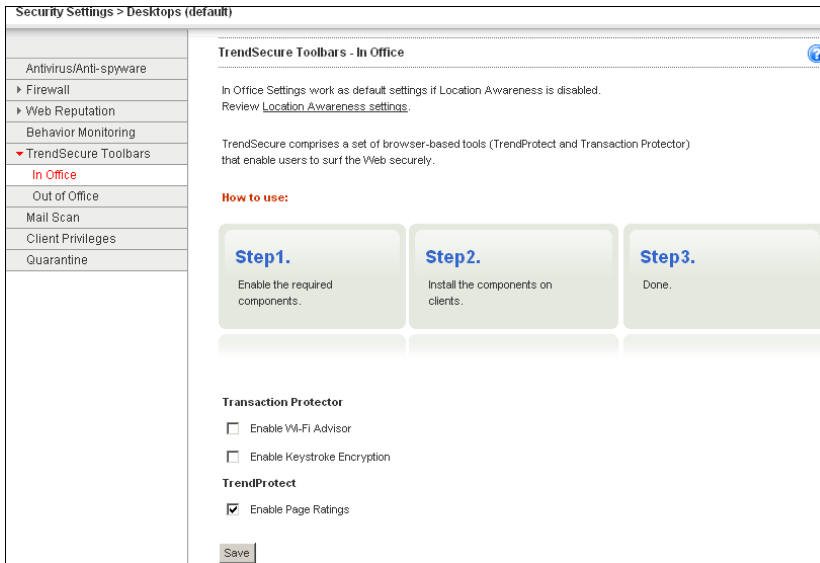 Security Settings > Desktops (default)
Antivirus/Anti-spyware
Firewall
Web Reputation
Behavior Monitoring
TrendSecure Toolbars
In Office
Out of Office
Mail Scan
Client Privileges
Quarantine
TrendSecure Toolbars - In Office
?
In Office Settings work as default settings if Location Awareness is disabled.
Review Location Awareness settings.
TrendSecure comprises a set of browser-based tools (TrendProtect and Transaction Protector)
that enable users to surf the Web securely.
How to use:
Step1.
Enable the required
components.
Step2.
Install the components on
clients.
Step3.
Done.
Transaction Protector
Enable Wi-Fi Advisor
Enable Keystroke Encryption
TrendProtect
Enable Page Ratings
Save